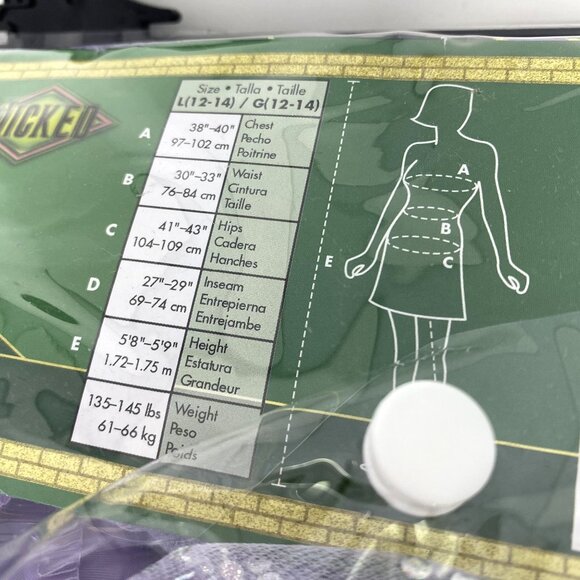 WICKED
Size • Talla • Taille
L(12-14) / G(12-14)
A
38"-40"
97-102 cm
Chest
Pecho
Poitrine
B
30"-33"
76-84 cm
Waist
Cintura
Taille
C
41"-43"
104-109 cm
Hips
Cadera
Hanches
D
27"-29"
69-74 cm
Inseam
Entrepierna
Entrejambe
E
5'8"-5'9"
1.72-1.75 m
Height
Estatura
Grandeur
135-145 lbs
61-66 kg
Weight
Peso
Poids
A
B
C
E